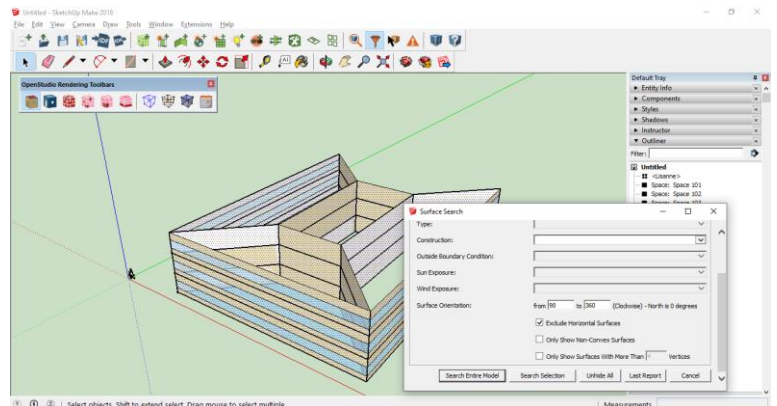 Untitled - SketchUp Make 2016
File Edit View Camera Draw Tools Window Extensions Help
OpenStudio Rendering Toolbars
Default Tray
Entity Info
Components
Styles
Shadows
Instructor
Outliner
Filter:
Untitled
<Lisanne>
Space: Space 101
Space: Space 102
Surface Search
Type:
Construction:
Outside Boundary Condition:
Sun Exposure:
Wind Exposure:
Surface Orientation: from 90 to 360 (Clockwise) - North is 0 degrees
Exclude Horizontal Surfaces
Only Show Non-Convex Surfaces
Only Show Surfaces With More Than Vertices
Search Entire Model Search Selection Unhide All Last Report Cancel
Select objects. Shift to extend select. Drag mouse to select multiple.
Measurements